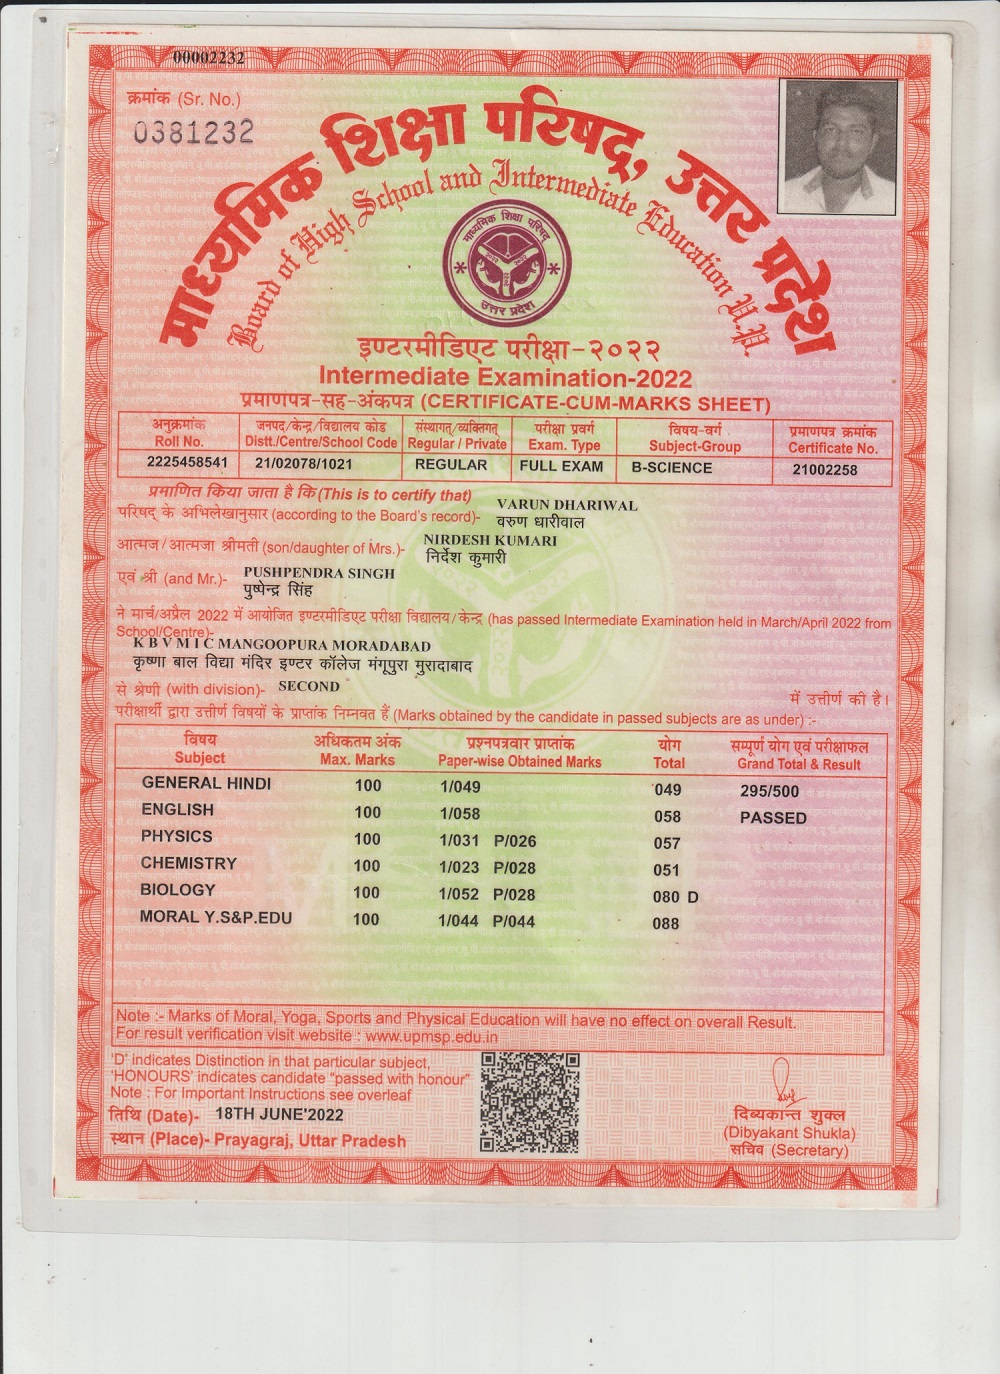 00002232
क्रमांक (Sr. No.)
0381232
माध्यमिक शिक्षा परिषद्, उत्तर प्रदेश
Board of High School and Intermediate Education U.P.
माध्यमिक शिक्षा परिषद्
उत्तर प्रदेश
इण्टरमीडिएट परीक्षा-२०२२
Intermediate Examination-2022
प्रमाणपत्र-सह-अंकपत्र (CERTIFICATE-CUM-MARKS SHEET)
अनुक्रमांक जनपद/केन्द्र/विद्यालय कोड संस्थागत्/व्यक्तिगत् परीक्षा प्रवर्ग विषय-वर्ग प्रमाणपत्र क्रमांक
Roll No. Distt./Centre/School Code Regular / Private Exam. Type Subject-Group Certificate No.
2225458541 21/02078/1021 REGULAR FULL EXAM B-SCIENCE 21002258
प्रमाणित किया जाता है कि (This is to certify that) VARUN DHARIWAL
परिषद् के अभिलेखानुसार (according to the Board's record)- वरुण धारीवाल
आत्मज/आत्मजा श्रीमती (son/daughter of Mrs.)- NIRDESH KUMARI
निर्देश कुमारी
एवं श्री (and Mr.)- PUSHPENDRA SINGH
पुष्पेन्द्र सिंह
ने मार्च/अप्रैल 2022 में आयोजित इण्टरमीडिएट परीक्षा विद्यालय/केन्द्र (has passed Intermediate Examination held in March/April 2022 from
School/Centre)-
K B V M I C MANGOOPURA MORADABAD
कृष्णा बाल विद्या मंदिर इण्टर कॉलेज मंगूपुरा मुरादाबाद
से श्रेणी (with division)- SECOND में उत्तीर्ण की है।
परीक्षार्थी द्वारा उत्तीर्ण विषयों के प्राप्तांक निम्नवत हैं (Marks obtained by the candidate in passed subjects are as under) :-
विषय अधिकतम अंक प्रश्नपत्रवार प्राप्तांक योग सम्पूर्ण योग एवं परीक्षाफल
Subject Max. Marks Paper-wise Obtained Marks Total Grand Total & Result
GENERAL HINDI 100 1/049 049 295/500
ENGLISH 100 1/058 058 PASSED
PHYSICS 100 1/031 P/026 057
CHEMISTRY 100 1/023 P/028 051
BIOLOGY 100 1/052 P/028 080 D
MORAL Y.S&P.EDU 100 1/044 P/044 088
Note :- Marks of Moral, Yoga, Sports and Physical Education will have no effect on overall Result.
For result verification visit website : www.upmsp.edu.in
'D' indicates Distinction in that particular subject,
'HONOURS' indicates candidate "passed with honour"
Note : For Important Instructions see overleaf
तिथि (Date)- 18TH JUNE'2022
स्थान (Place)- Prayagraj, Uttar Pradesh
दिब्यकान्त शुक्ल
(Dibyakant Shukla)
सचिव (Secretary)